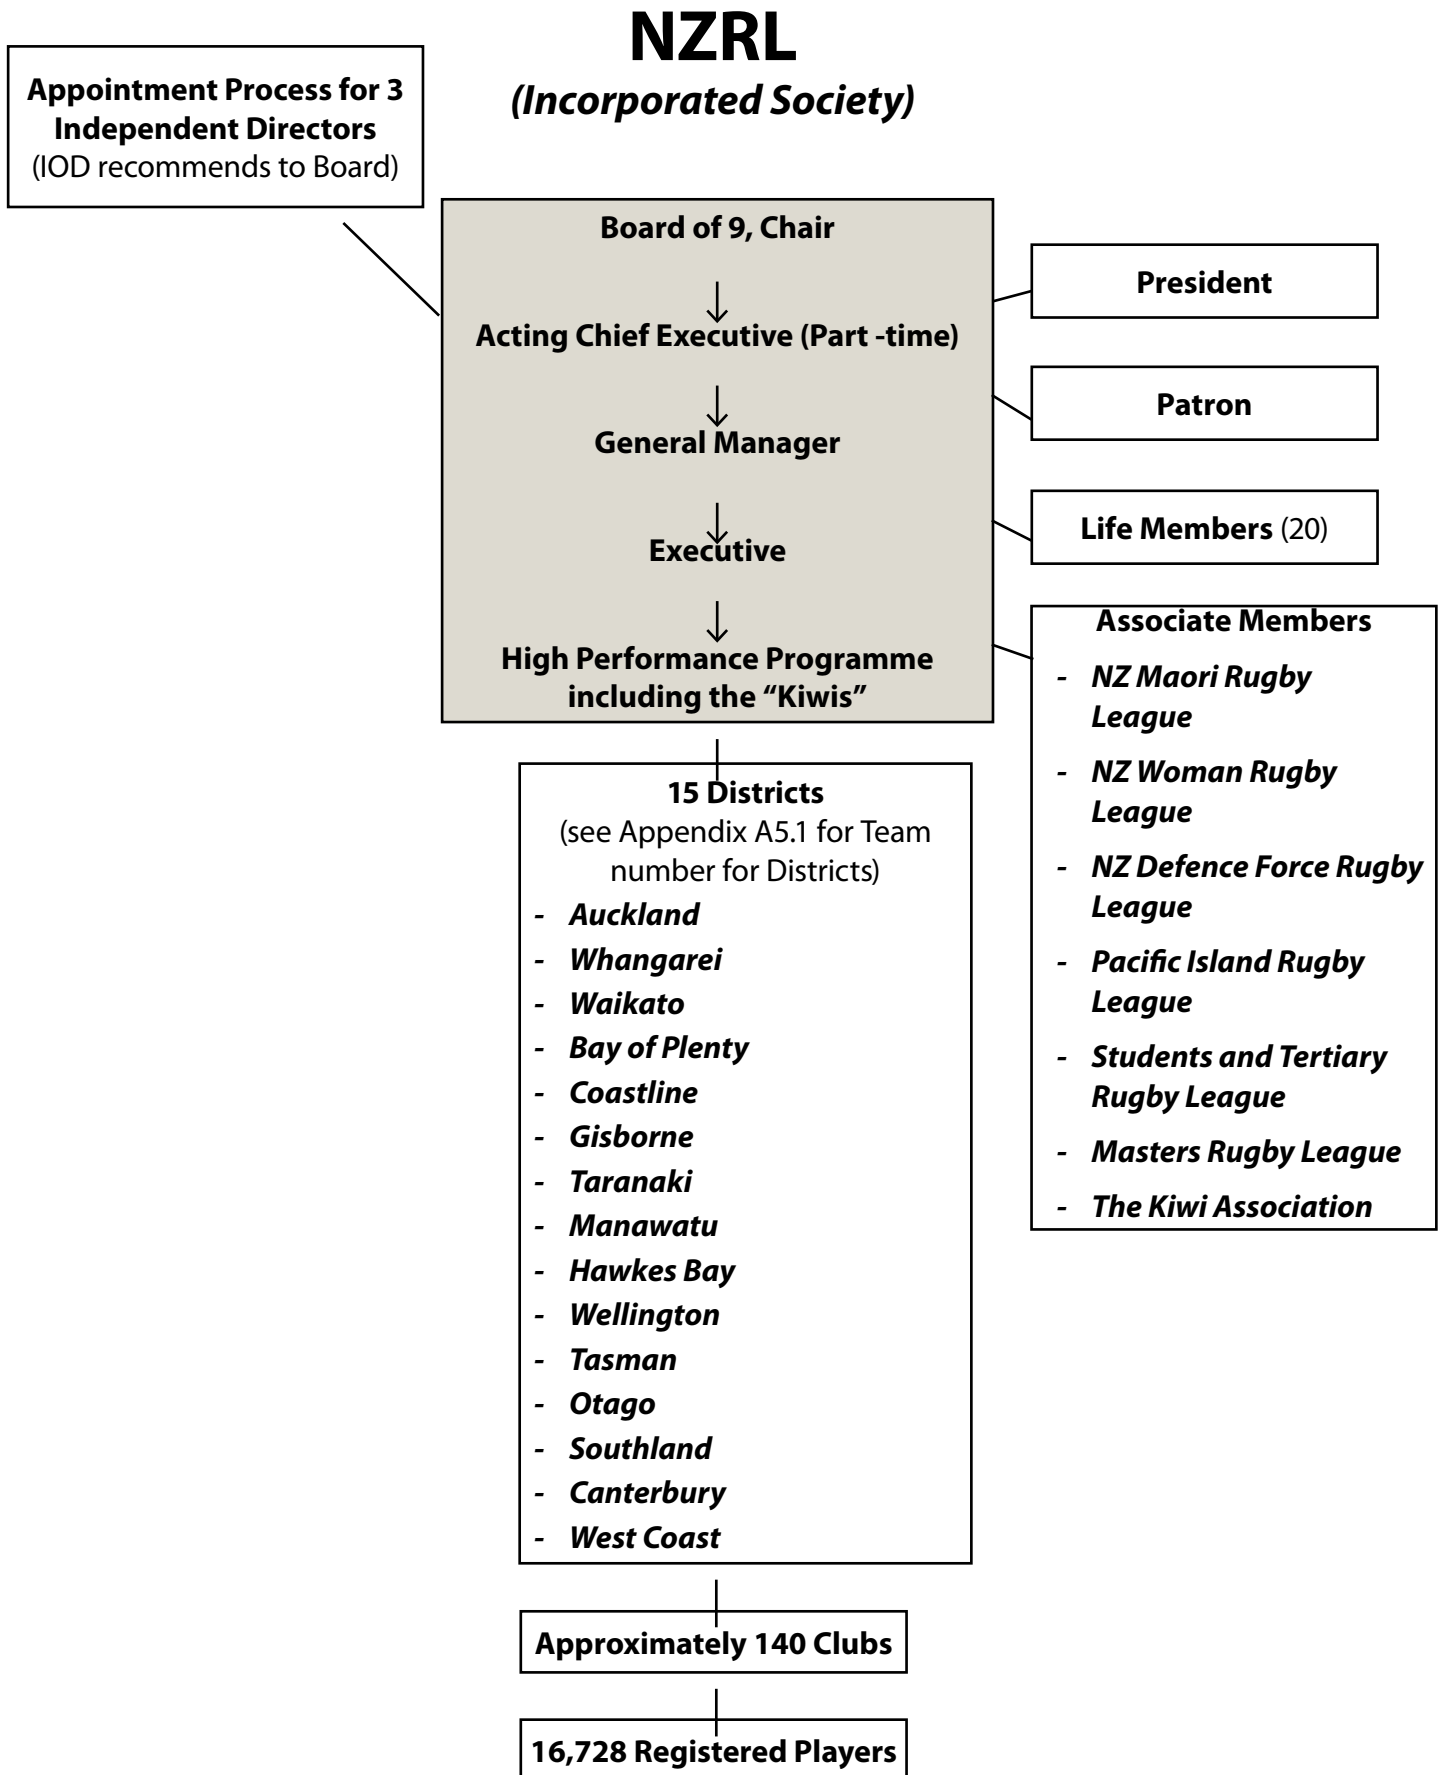 NZRL
(Incorporated Society)
Appointment Process for 3
Independent Directors
(IOD recommends to Board)
Board of 9, Chair
Acting Chief Executive (Part -time)
General Manager
Executive
High Performance Programme
including the “Kiwis”
President
Patron
Life Members (20)
Associate Members
- NZ Maori Rugby
League
- NZ Woman Rugby
League
- NZ Defence Force Rugby
League
- Pacific Island Rugby
League
- Students and Tertiary
Rugby League
- Masters Rugby League
- The Kiwi Association
15 Districts
(see Appendix A5.1 for Team
number for Districts)
- Auckland
- Whangarei
- Waikato
- Bay of Plenty
- Coastline
- Gisborne
- Taranaki
- Manawatu
- Hawkes Bay
- Wellington
- Tasman
- Otago
- Southland
- Canterbury
- West Coast
Approximately 140 Clubs
16,728 Registered Players